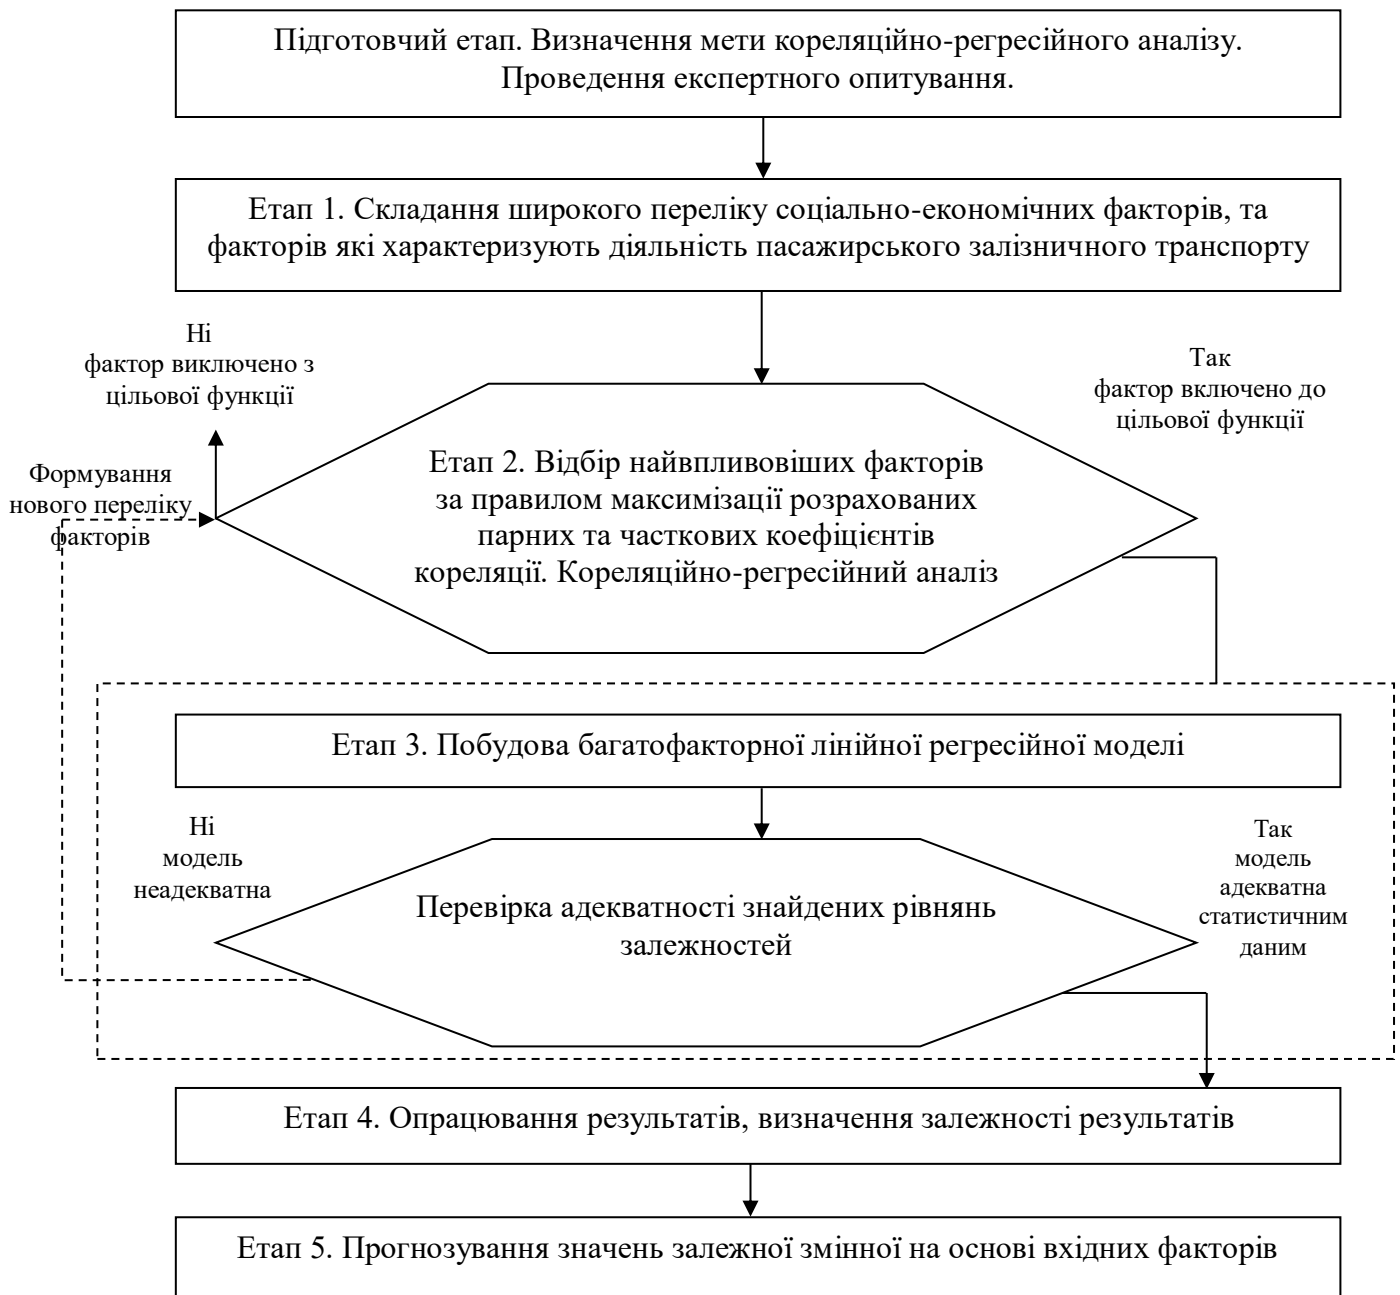 Підготовчий етап. Визначення мети кореляційно-регресійного аналізу.
Проведення експертного опитування.
Етап 1. Складання широкого переліку соціально-економічних факторів, та
факторів які характеризують діяльність пасажирського залізничного транспорту
Ні
фактор виключено з
цільової функції
Так
фактор включено до
цільової функції
Формування
нового переліку
факторів
Етап 2. Відбір найвпливовіших факторів
за правилом максимізації розрахованих
парних та часткових коефіцієнтів
кореляції. Кореляційно-регресійний аналіз
Етап 3. Побудова багатофакторної лінійної регресійної моделі
Ні
модель
неадекватна
Перевірка адекватності знайдених рівнянь
залежностей
Так
модель
адекватна
статистичним
даним
Етап 4. Опрацювання результатів, визначення залежності результатів
Етап 5. Прогнозування значень залежної змінної на основі вхідних факторів